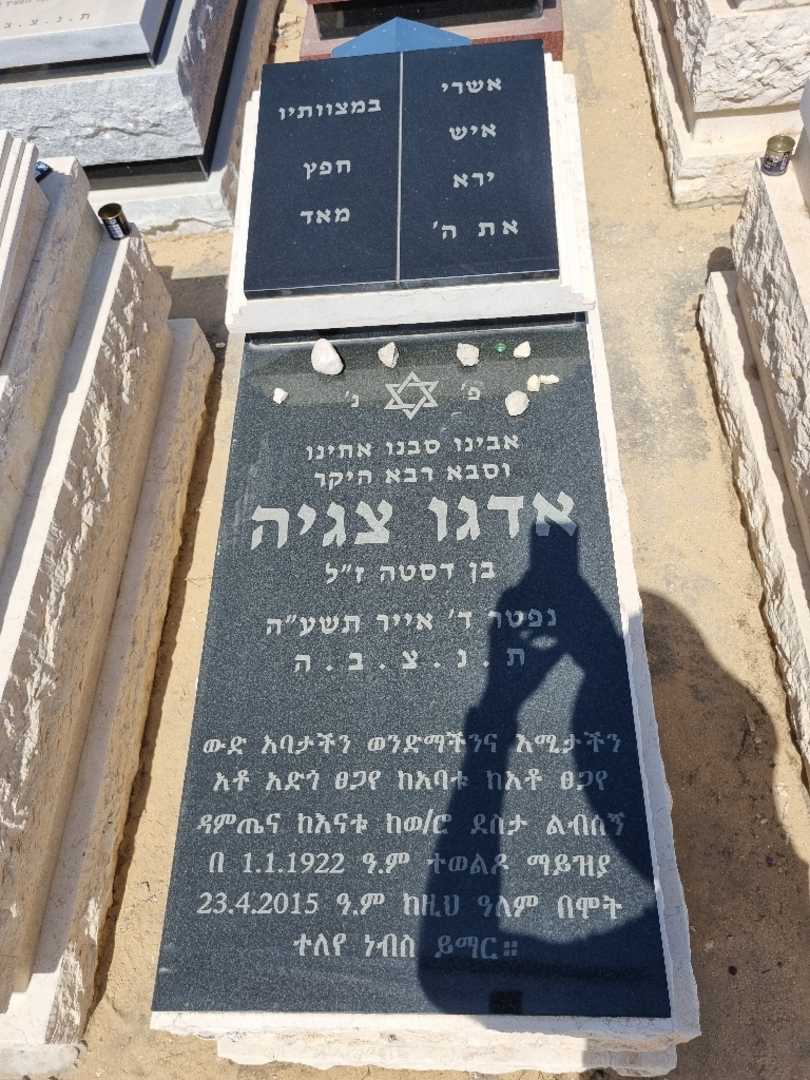 ת . נ . צ . ב
אשרי
איש
ירא
את ה'
במצוותיו
חפץ
מאד
פ' נ'
אבינו סבנו אחינו
וסבא רבא היקר
אדגו צגיה
בן דסטה ז"ל
נפטר ד' אייר תשע"ה
ת . נ . צ . ב . ה
ውድ አባታችን ወንድማችንና አሚታችን
አቶ አድጎ ፀጋየ ከአባቱ ከአቶ ፀጋየ
ዳምጤና ከእናቱ ከወ/ሮ ደስታ ልብሰኝ
በ 1.1.1922 ዓ.ም ተወልዶ ማይዝያ
23.4.2015 ዓ.ም ከዚህ ዓለም በሞት
ተለየ ነብስ ይማር።